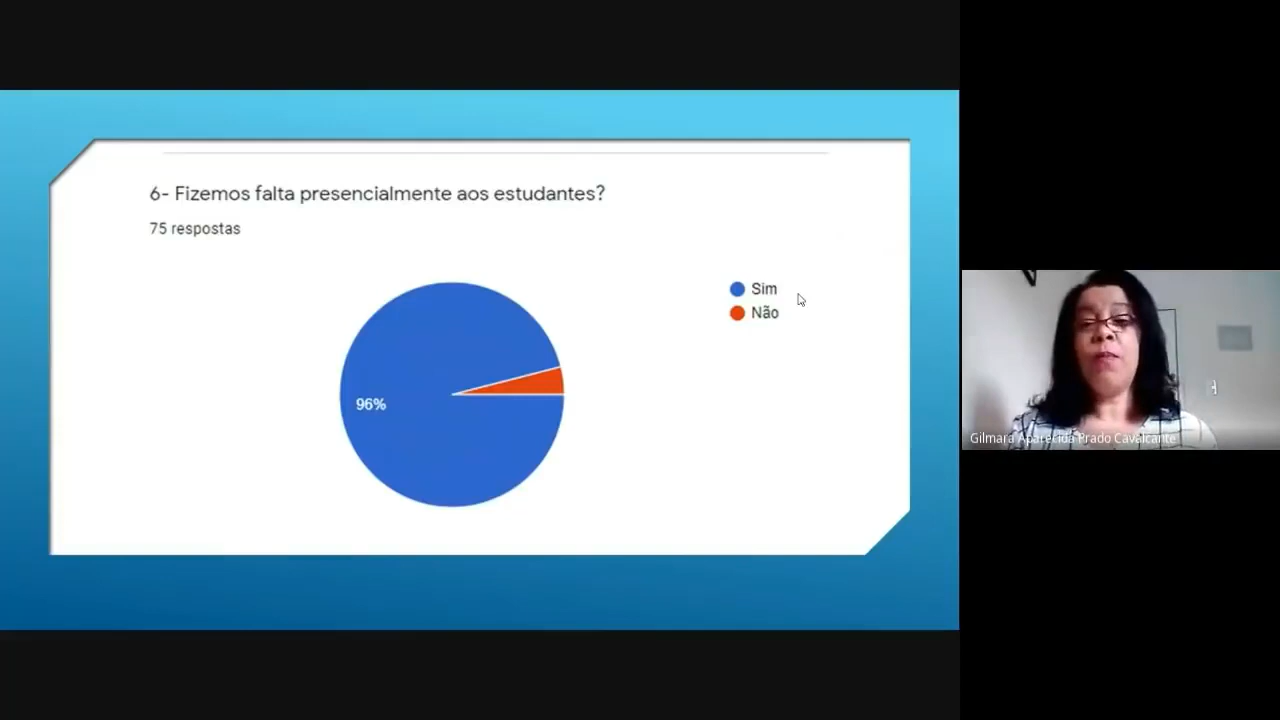 6- Fizemos falta presencialmente aos estudantes?
75 respostas
Sim
Não
96%
Gilmara Aparecida Prado Cavalcante